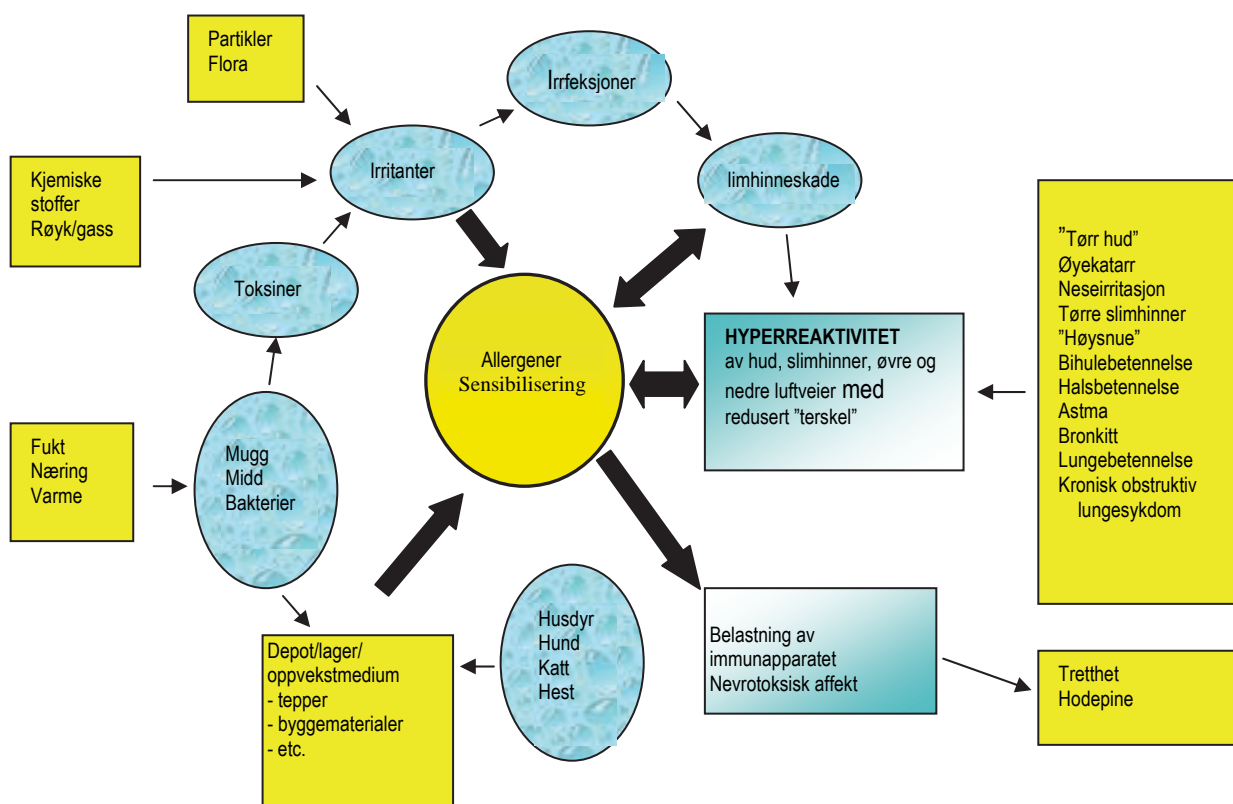 Partikler
Flora
Irrfeksjoner
Irritanter
limhinneskade
Kjemiske
stoffer
Røyk/gass
Toksiner
"Tørr hud"
Øyekatarr
Neseirritasjon
Tørre slimhinner
"Høysnue"
Bihulebetennelse
Halsbetennelse
Astma
Bronkitt
Lungebetennelse
Kronisk obstruktiv
lungesykdom
Allergener
Sensibilisering
HYPERREAKTIVITET
av hud, slimhinner, øvre og
nedre luftveier med
redusert "terskel"
Fukt
Næring
Varme
Mugg
Midd
Bakterier
Husdyr
Hund
Katt
Hest
Depot/lager/
oppvekstmedium
- tepper
- byggematerialer
- etc.
Belastning av
immunapparatet
Nevrotoksisk affekt
Tretthet
Hodepine